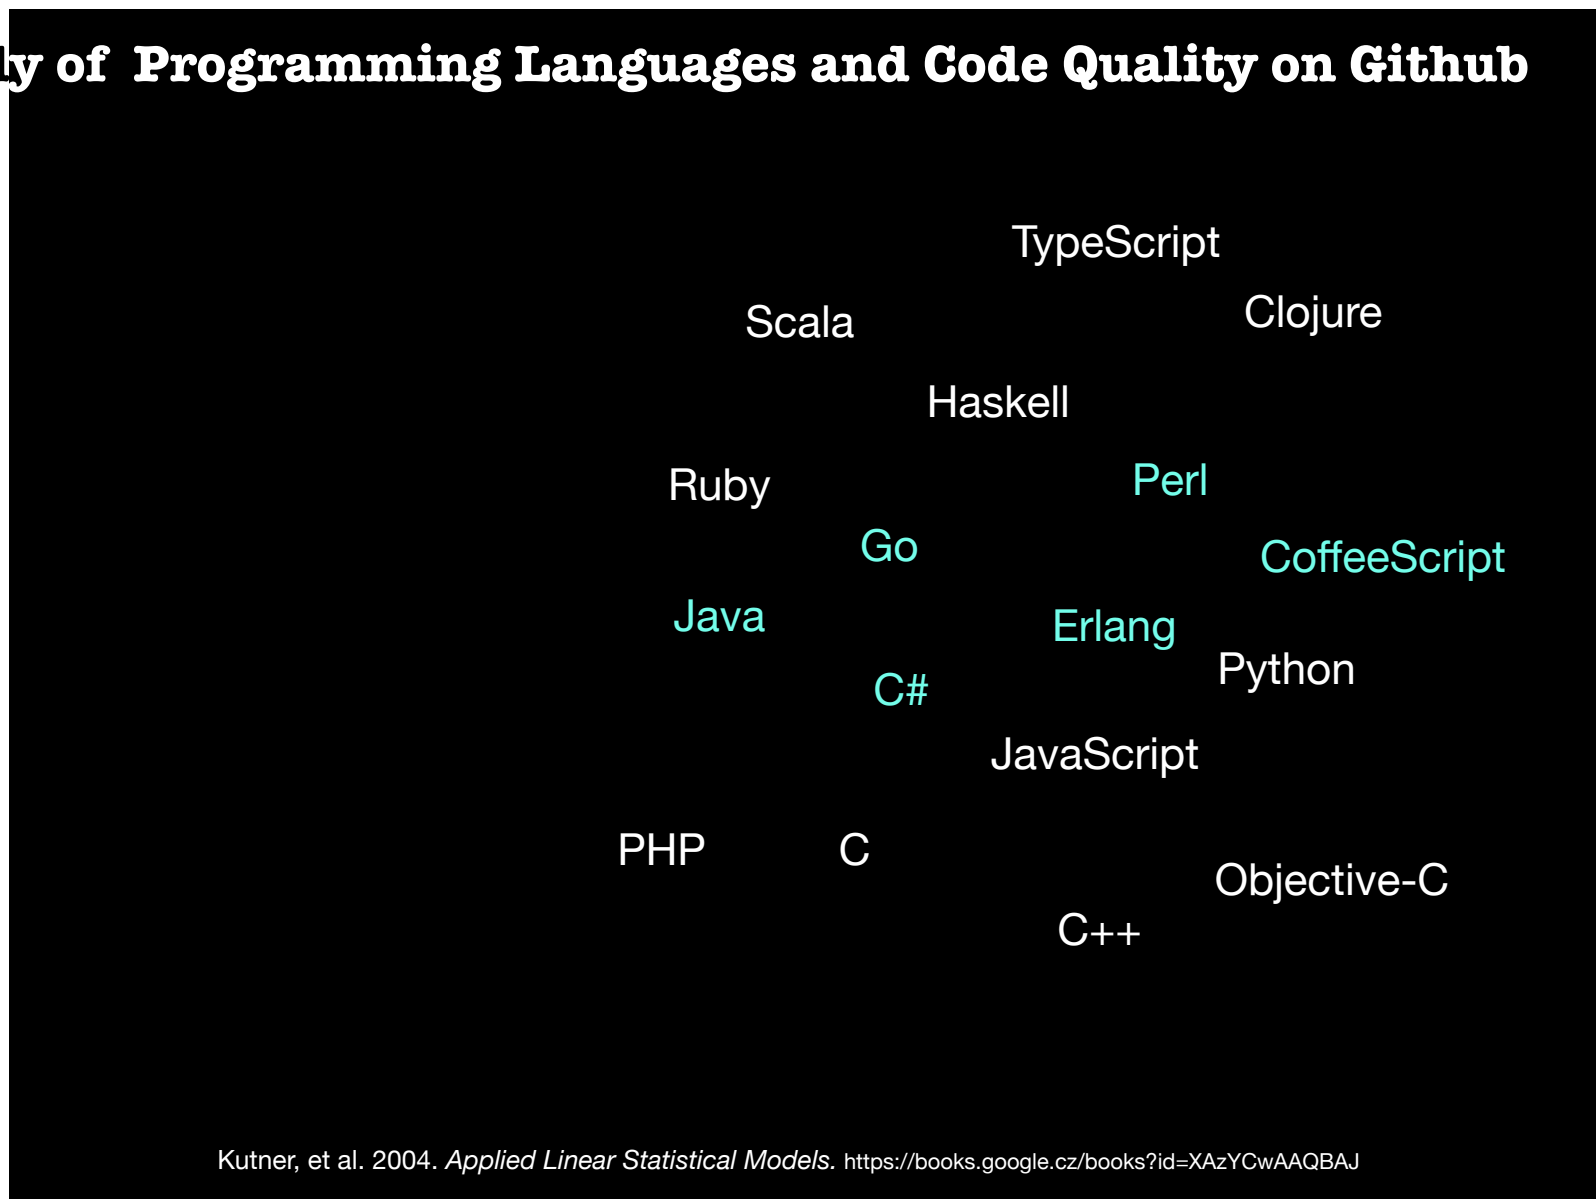 y of Programming Languages and Code Quality on Github
TypeScript
Clojure
Scala
Haskell
Perl
Ruby
Go
CoffeeScript
Java
Erlang
Python
C#
JavaScript
PHP
C
Objective-C
C++
Kutner, et al. 2004. Applied Linear Statistical Models. https://books.google.cz/books?id=XAzYCwAAQBAJ